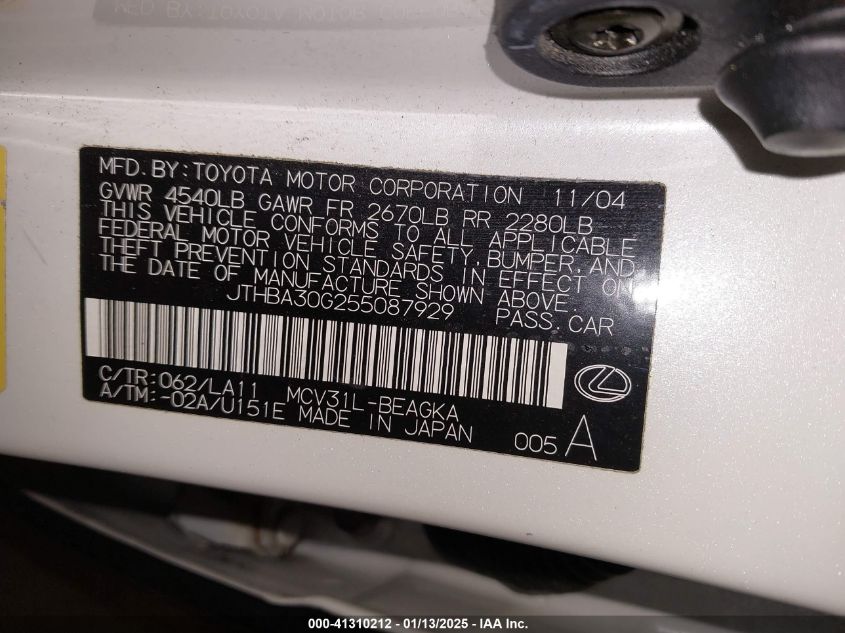 MFD. BY: TOYOTA MOTOR CORPORATION 11/04
GVWR 4540LB GAWR FR 2670LB RR 2280LB
THIS VEHICLE CONFORMS TO ALL APPLICABLE
FEDERAL MOTOR VEHICLE SAFETY, BUMPER, AND
THEFT PREVENTION STANDARDS IN EFFECT ON
THE DATE OF MANUFACTURE SHOWN ABOVE.
JTHBA30G255087929 PASS. CAR
C/TR: 062/LA11 MCV31L-BEAGKA
A/TM: -02A/U151E MADE IN JAPAN 005 A
000-41310212 / 01/13/2025 - IAA Inc.